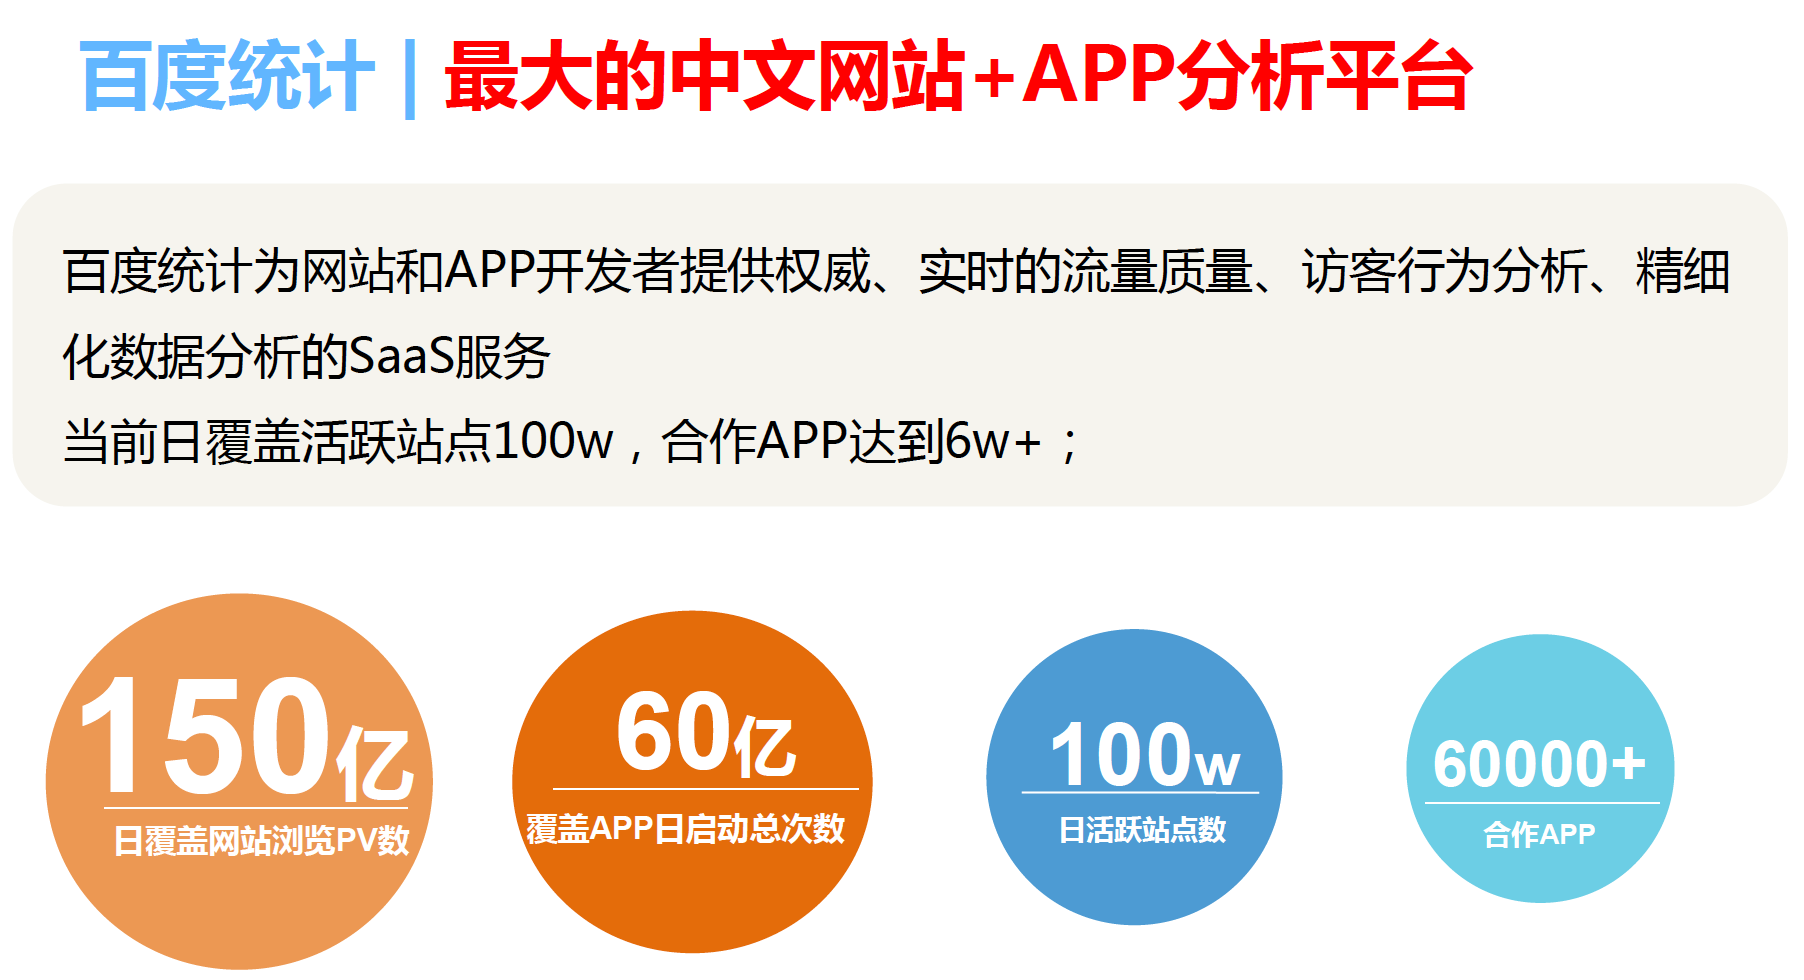 百度统计|最大的中文网站+APP分析平台
百度统计为网站和APP开发者提供权威、实时的流量质量、访客行为分析、精细
化数据分析的SaaS服务
当前日覆盖活跃站点100w，合作APP达到6w+；
150亿
日覆盖网站浏览PV数
60亿
覆盖APP日启动总次数
100w
日活跃站点数
60000+
合作APP